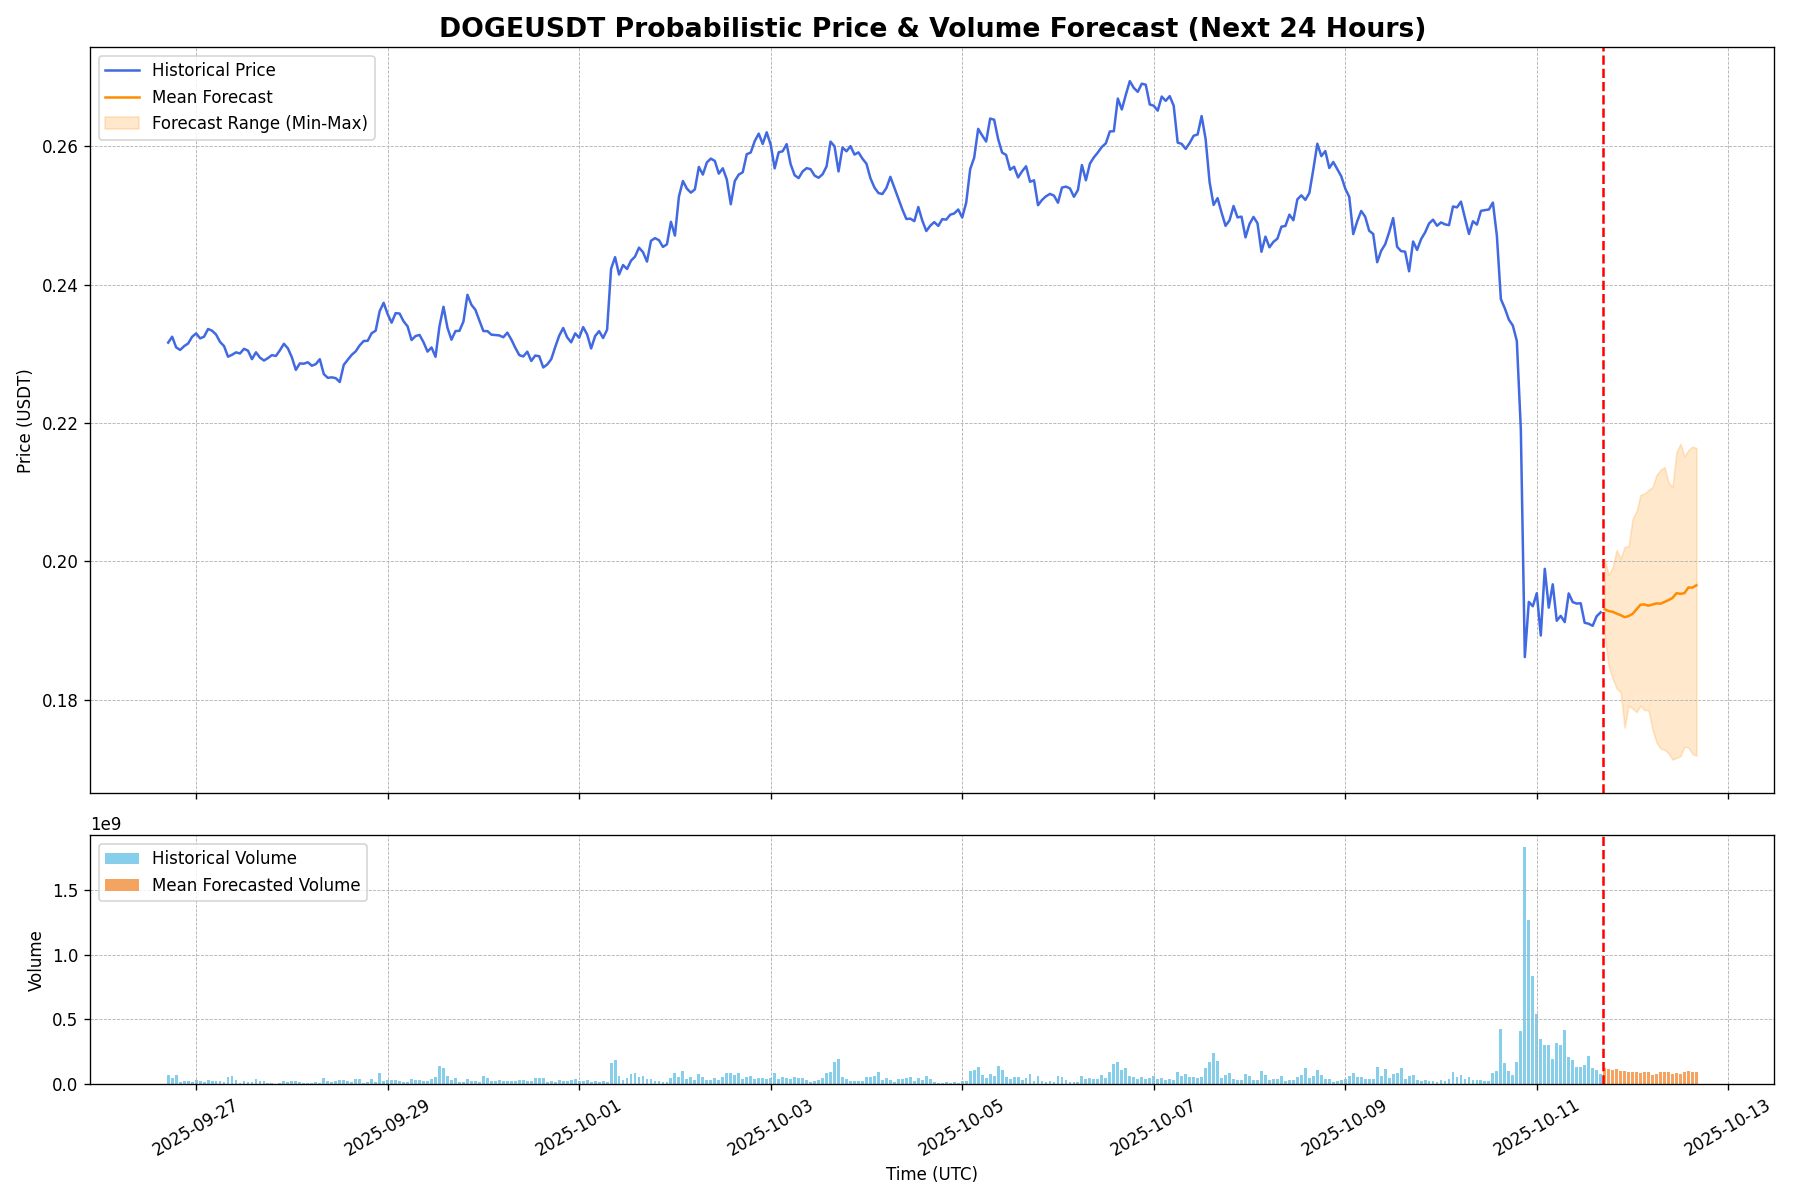 DOGEUSDT Probabilistic Price & Volume Forecast (Next 24 Hours)
Historical Price
Mean Forecast
Forecast Range (Min-Max)
0.26
0.24
0.22
0.20
0.18
Price (USDT)
1e9
Historical Volume
Mean Forecasted Volume
1.5
1.0
0.5
0.0
Volume
2025-09-27
2025-09-29
2025-10-01
2025-10-03
2025-10-05
2025-10-07
2025-10-09
2025-10-11
2025-10-13
Time (UTC)